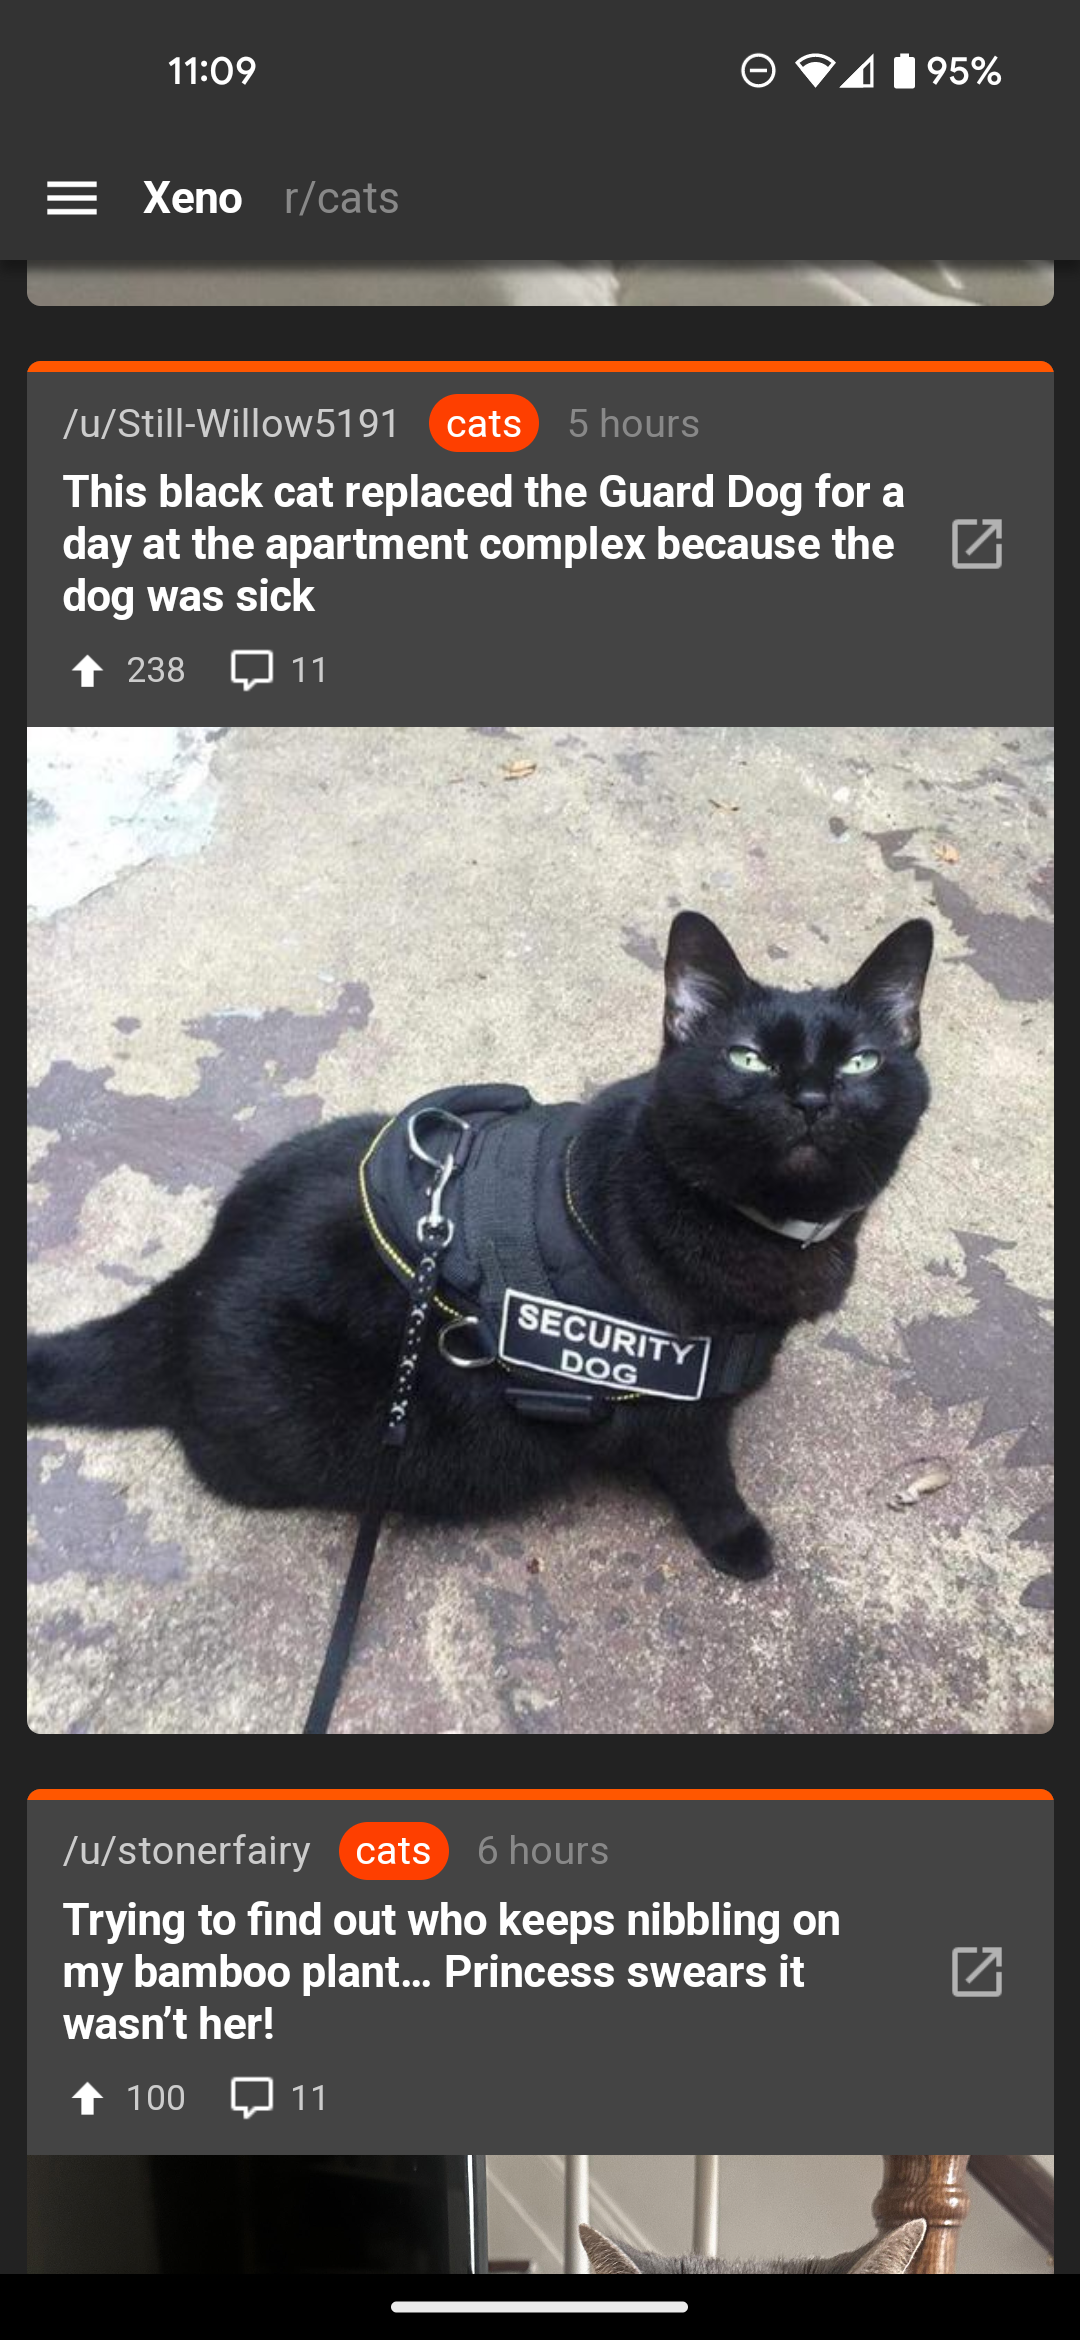 11:09 95%
Xeno r/cats
/u/Still-Willow5191 cats 5 hours
This black cat replaced the Guard Dog for a
day at the apartment complex because the
dog was sick
238 11
SECURITY
DOG
/u/stonerfairy cats 6 hours
Trying to find out who keeps nibbling on
my bamboo plant... Princess swears it
wasn’t her!
100 11